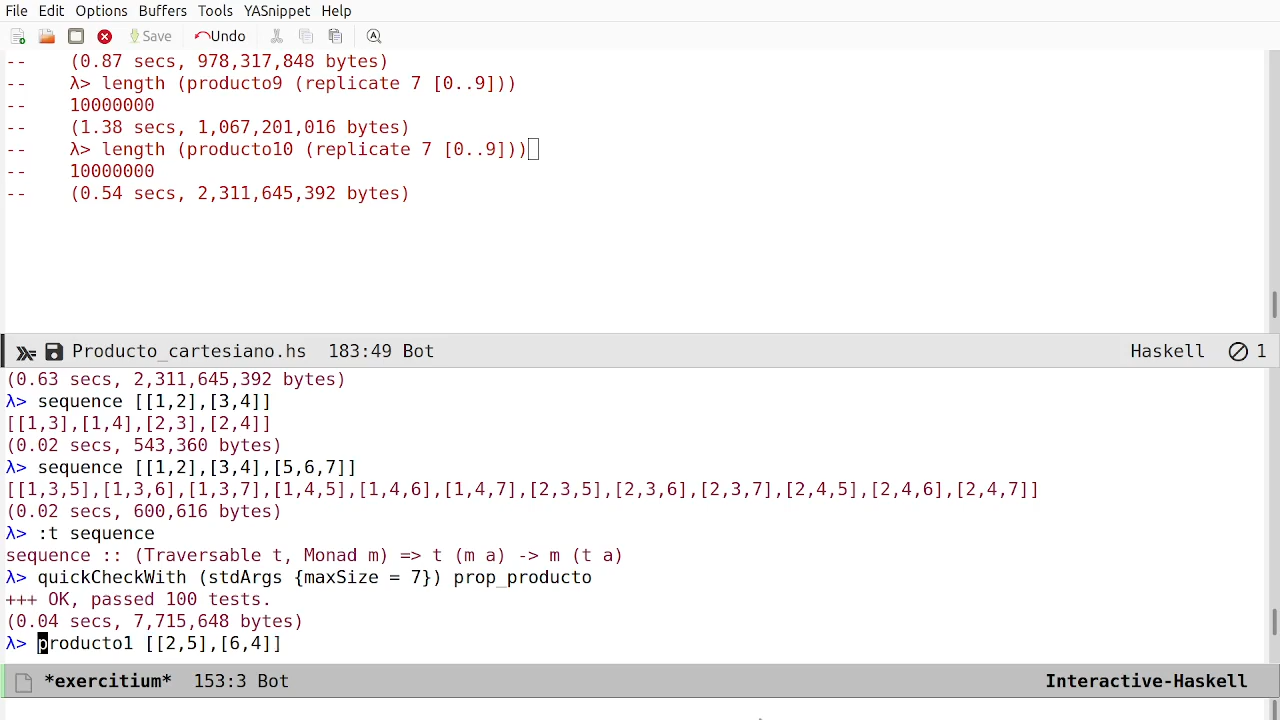 File Edit Options Buffers Tools YASnippet Help
Save Undo
--    (0.87 secs, 978,317,848 bytes)
--    λ> length (producto9 (replicate 7 [0..9]))
--    10000000
--    (1.38 secs, 1,067,201,016 bytes)
--    λ> length (producto10 (replicate 7 [0..9]))
--    10000000
--    (0.54 secs, 2,311,645,392 bytes)
Producto_cartesiano.hs 183:49 Bot Haskell 1
(0.63 secs, 2,311,645,392 bytes)
λ> sequence [[1,2],[3,4]]
[[1,3],[1,4],[2,3],[2,4]]
(0.02 secs, 543,360 bytes)
λ> sequence [[1,2],[3,4],[5,6,7]]
[[1,3,5],[1,3,6],[1,3,7],[1,4,5],[1,4,6],[1,4,7],[2,3,5],[2,3,6],[2,3,7],[2,4,5],[2,4,6],[2,4,7]]
(0.02 secs, 600,616 bytes)
λ> :t sequence
sequence :: (Traversable t, Monad m) => t (m a) -> m (t a)
λ> quickCheckWith (stdArgs {maxSize = 7}) prop_producto
+++ OK, passed 100 tests.
(0.04 secs, 7,715,648 bytes)
λ> producto1 [[2,5],[6,4]]
*exercitium* 153:3 Bot Interactive-Haskell